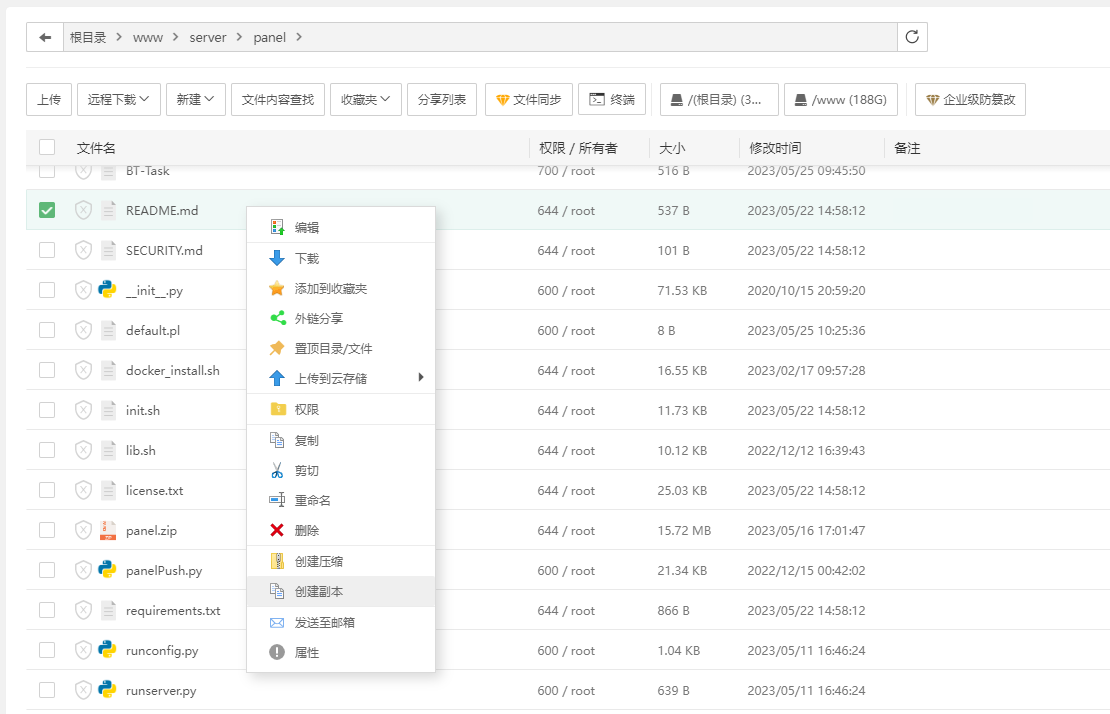 根目录 www server panel
上传 远程下载 新建 文件内容查找 收藏夹 分享列表 文件同步 终端 /(根目录) (3... /www (188G) 企业级防篡改
文件名 权限 / 所有者 大小 修改时间 备注
BT-Task 700 / root 516 B 2023/05/25 09:45:50
README.md 644 / root 537 B 2023/05/22 14:58:12
SECURITY.md 644 / root 101 B 2023/05/22 14:58:12
__init__.py 600 / root 71.53 KB 2020/10/15 20:59:20
default.pl 600 / root 8 B 2023/05/25 10:25:36
docker_install.sh 644 / root 16.55 KB 2023/02/17 09:57:28
init.sh 644 / root 11.73 KB 2023/05/22 14:58:12
lib.sh 644 / root 10.12 KB 2022/12/12 16:39:43
license.txt 644 / root 25.03 KB 2023/05/22 14:58:12
panel.zip 644 / root 15.72 MB 2023/05/16 17:01:47
panelPush.py 600 / root 21.34 KB 2022/12/15 00:42:02
requirements.txt 644 / root 866 B 2023/05/22 14:58:12
runconfig.py 600 / root 1.04 KB 2023/05/11 16:46:24
runserver.py 600 / root 639 B 2023/05/11 16:46:24
编辑
下载
添加到收藏夹
外链分享
置顶目录/文件
上传到云存储
权限
复制
剪切
重命名
删除
创建压缩
创建副本
发送至邮箱
属性